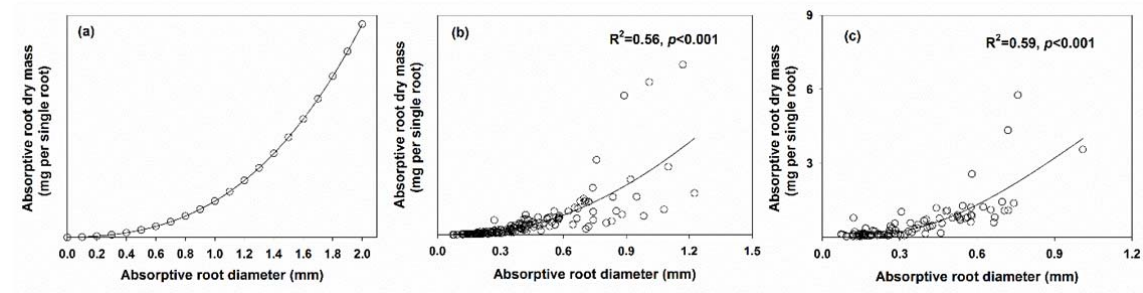 (a)
Absorptive root dry mass
(mg per single root)
0.0 0.2 0.4 0.6 0.8 1.0 1.2 1.4 1.6 1.8 2.0
Absorptive root diameter (mm)
(b)
R²=0.56, p<0.001
Absorptive root dry mass
(mg per single root)
0.0 0.3 0.6 0.9 1.2 1.5
Absorptive root diameter (mm)
(c)
R²=0.59, p<0.001
Absorptive root dry mass
(mg per single root)
9
6
3
0.0 0.3 0.6 0.9 1.2
Absorptive root diameter (mm)